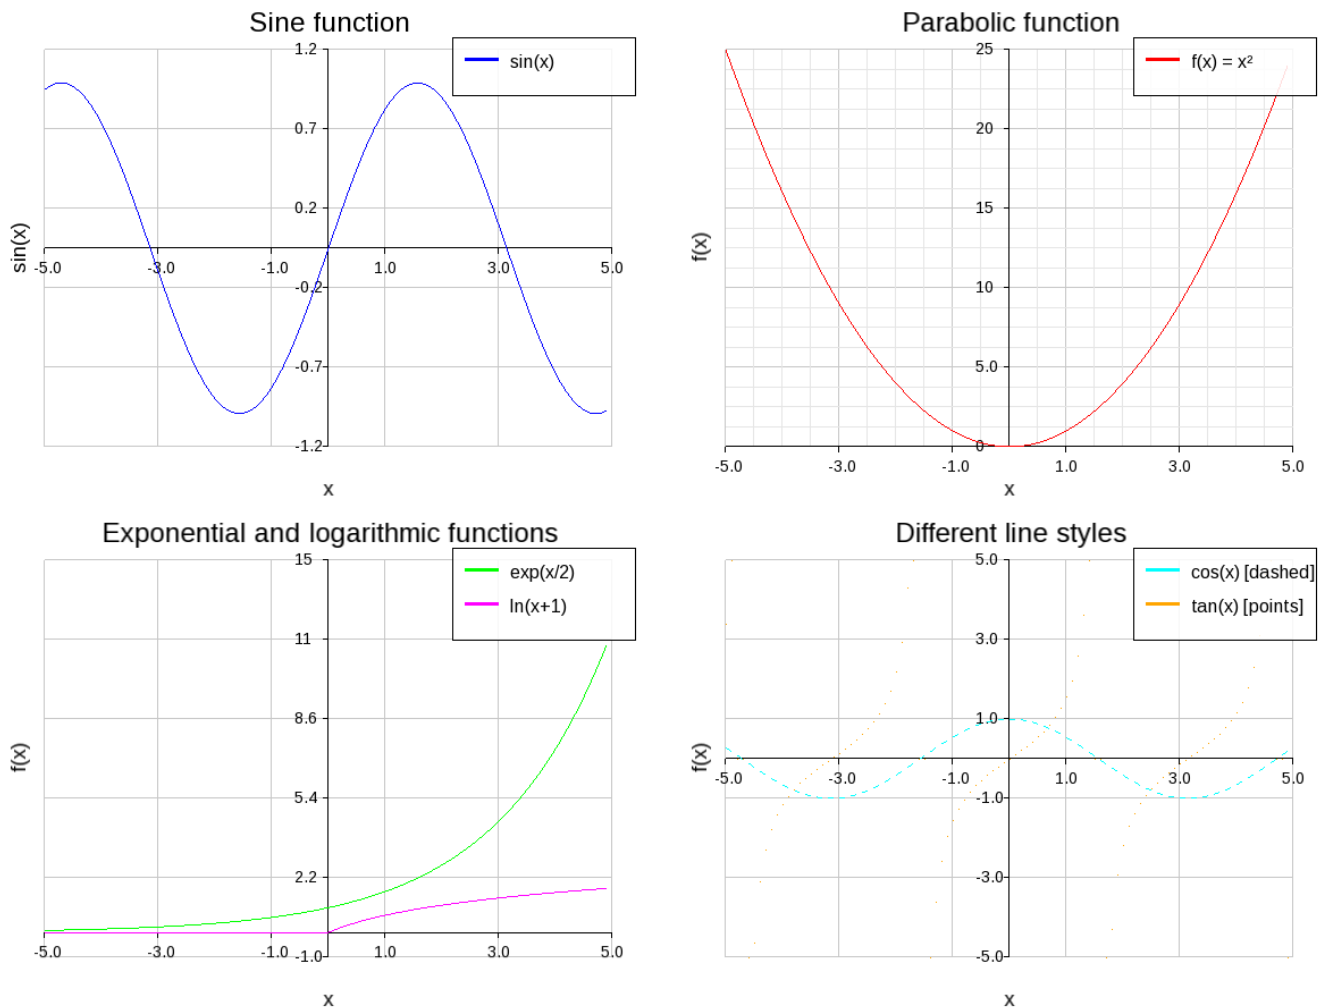 Sine function
sin(x)
1.2
0.7
0.2
-0.2
-0.7
-1.2
-5.0 -3.0 -1.0 1.0 3.0 5.0
sin(x)
x
Parabolic function
f(x) = x²
25
20
15
10
5.0
0
-5.0 -3.0 -1.0 1.0 3.0 5.0
f(x)
x
Exponential and logarithmic functions
exp(x/2)
ln(x+1)
15
11
8.6
5.4
2.2
-1.0
-5.0 -3.0 -1.0 1.0 3.0 5.0
f(x)
x
Different line styles
cos(x) [dashed]
tan(x) [points]
5.0
3.0
1.0
-1.0
-3.0
-5.0
-5.0 -3.0 -1.0 1.0 3.0 5.0
f(x)
x